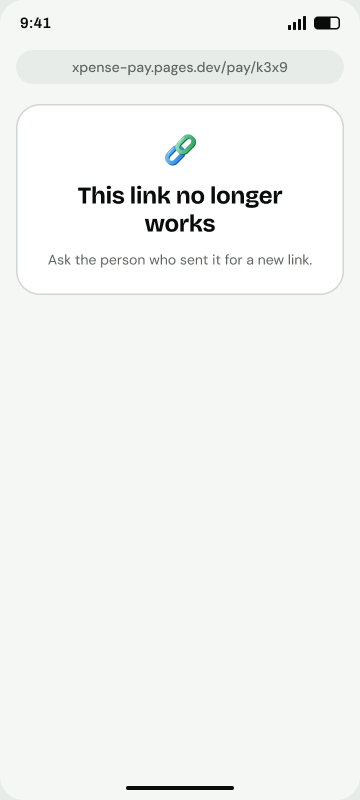 9:41
xpense-pay.pages.dev/pay/k3x9
This link no longer
works
Ask the person who sent it for a new link.